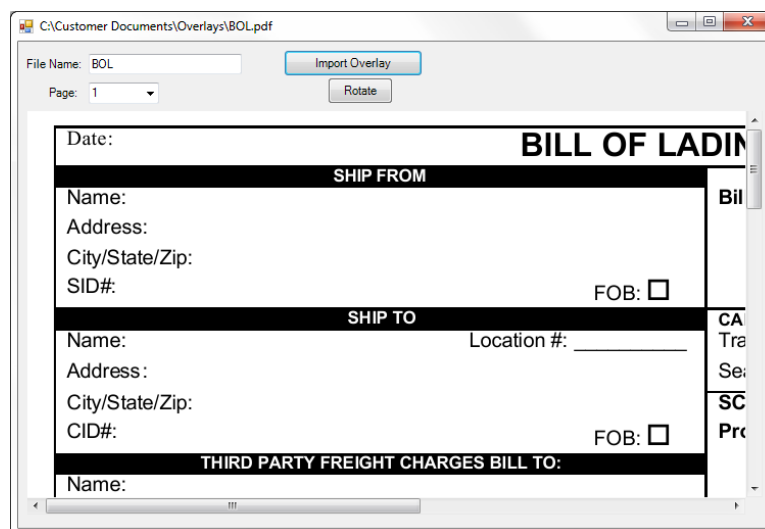 C:\Customer Documents\Overlays\BOL.pdf
File Name: BOL Import Overlay
Page: 1 Rotate
Date: BILL OF LADIN
SHIP FROM
Name: Bil
Address:
City/State/Zip:
SID#: FOB:
SHIP TO CA
Name: Location #: __________ Tra
Address: Sea
City/State/Zip: SC
CID#: FOB: Pro
THIRD PARTY FREIGHT CHARGES BILL TO:
Name: